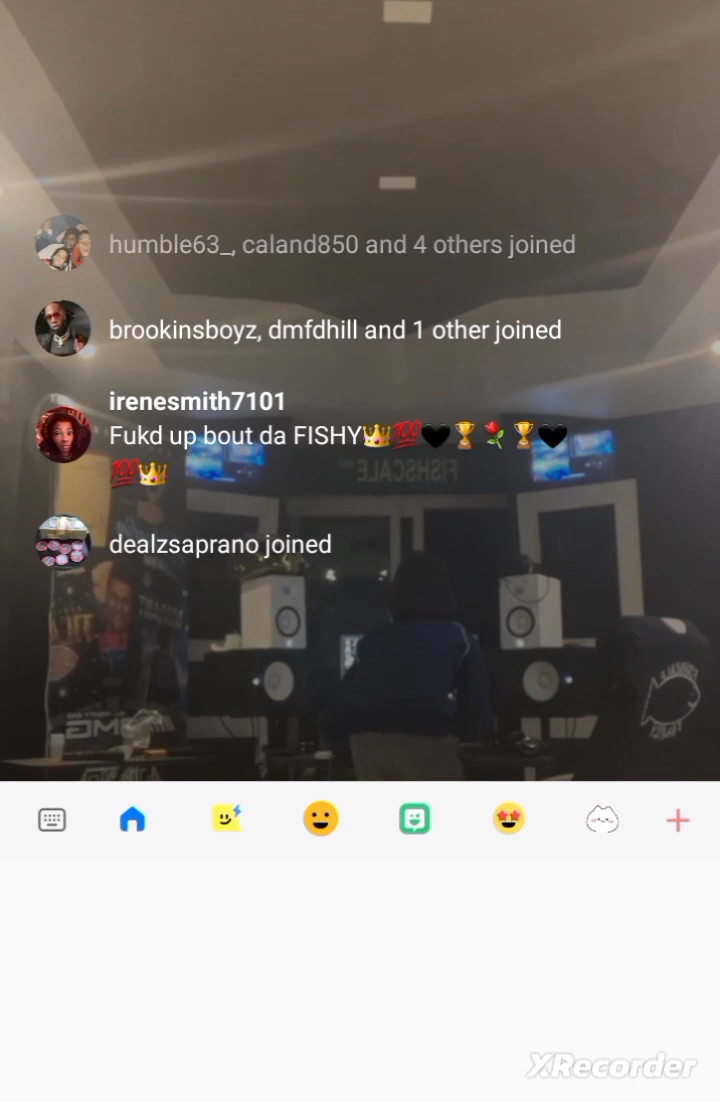 humble63_, caland850 and 4 others joined
brookinsboyz, dmfdhill and 1 other joined
irenesmith7101
Fukd up bout da FISHY👑💯🖤🏆🌹🏆🖤
💯👑
FISHSCALE
dealzsaprano joined
XRecorder